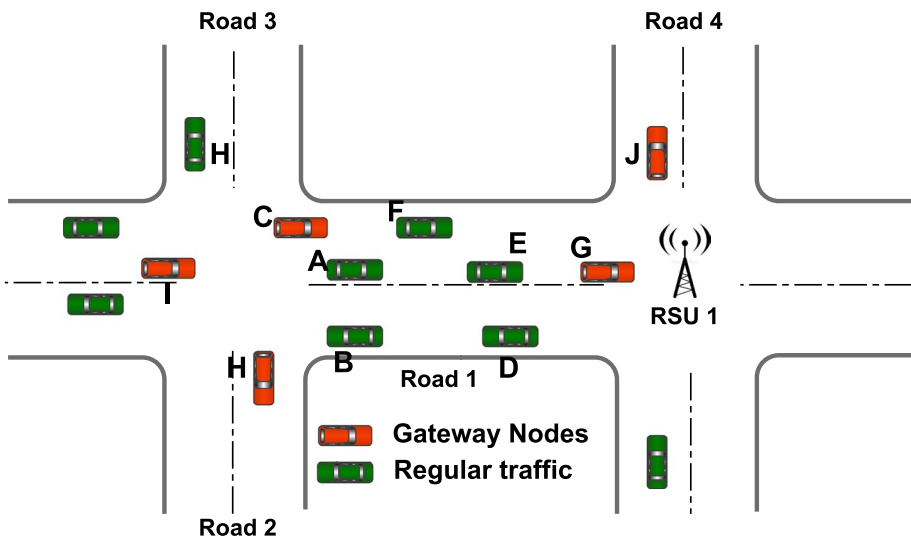 Road 3
Road 4
H
J
C
F
A
E
G
I
RSU 1
H
B
D
Road 1
Gateway Nodes
Regular traffic
Road 2